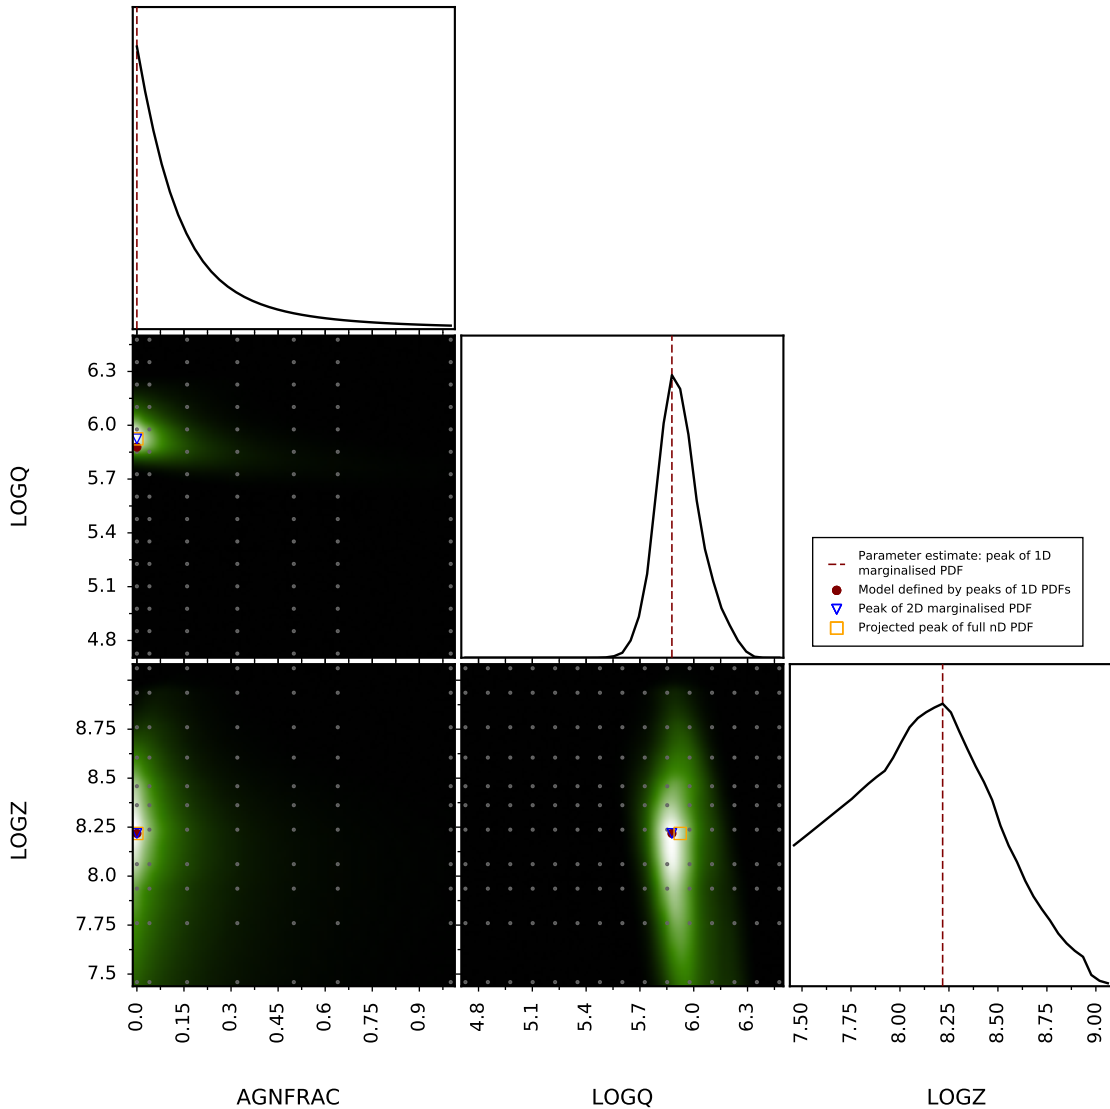 6.3
6.0
5.7
5.4
5.1
4.8
LOGQ
Parameter estimate: peak of 1D
marginalised PDF
Model defined by peaks of 1D PDFs
Peak of 2D marginalised PDF
Projected peak of full nD PDF
8.75
8.5
8.25
8.0
7.75
7.5
LOGZ
0.0 0.15 0.3 0.45 0.6 0.75 0.9
4.8 5.1 5.4 5.7 6.0 6.3
7.50 7.75 8.00 8.25 8.50 8.75 9.00
AGNFRAC LOGQ LOGZ